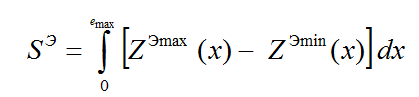 S^Э = ∫_0^{e_max} [Z^{Эmax} (x) − Z^{Эmin} (x)] dx